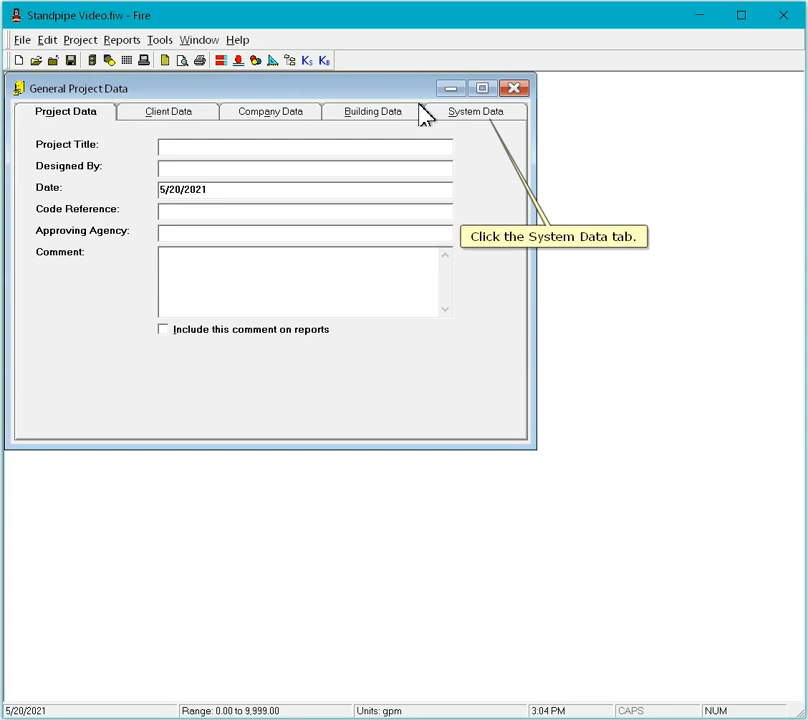 Standpipe Video.fiw - Fire
File Edit Project Reports Tools Window Help
Ks KB
General Project Data
Project Data Client Data Company Data Building Data System Data
Project Title:
Designed By:
Date: 5/20/2021
Code Reference:
Approving Agency:
Click the System Data tab.
Comment:
Include this comment on reports
5/20/2021 Range: 0.00 to 9,999.00 Units: gpm 3:04 PM CAPS NUM